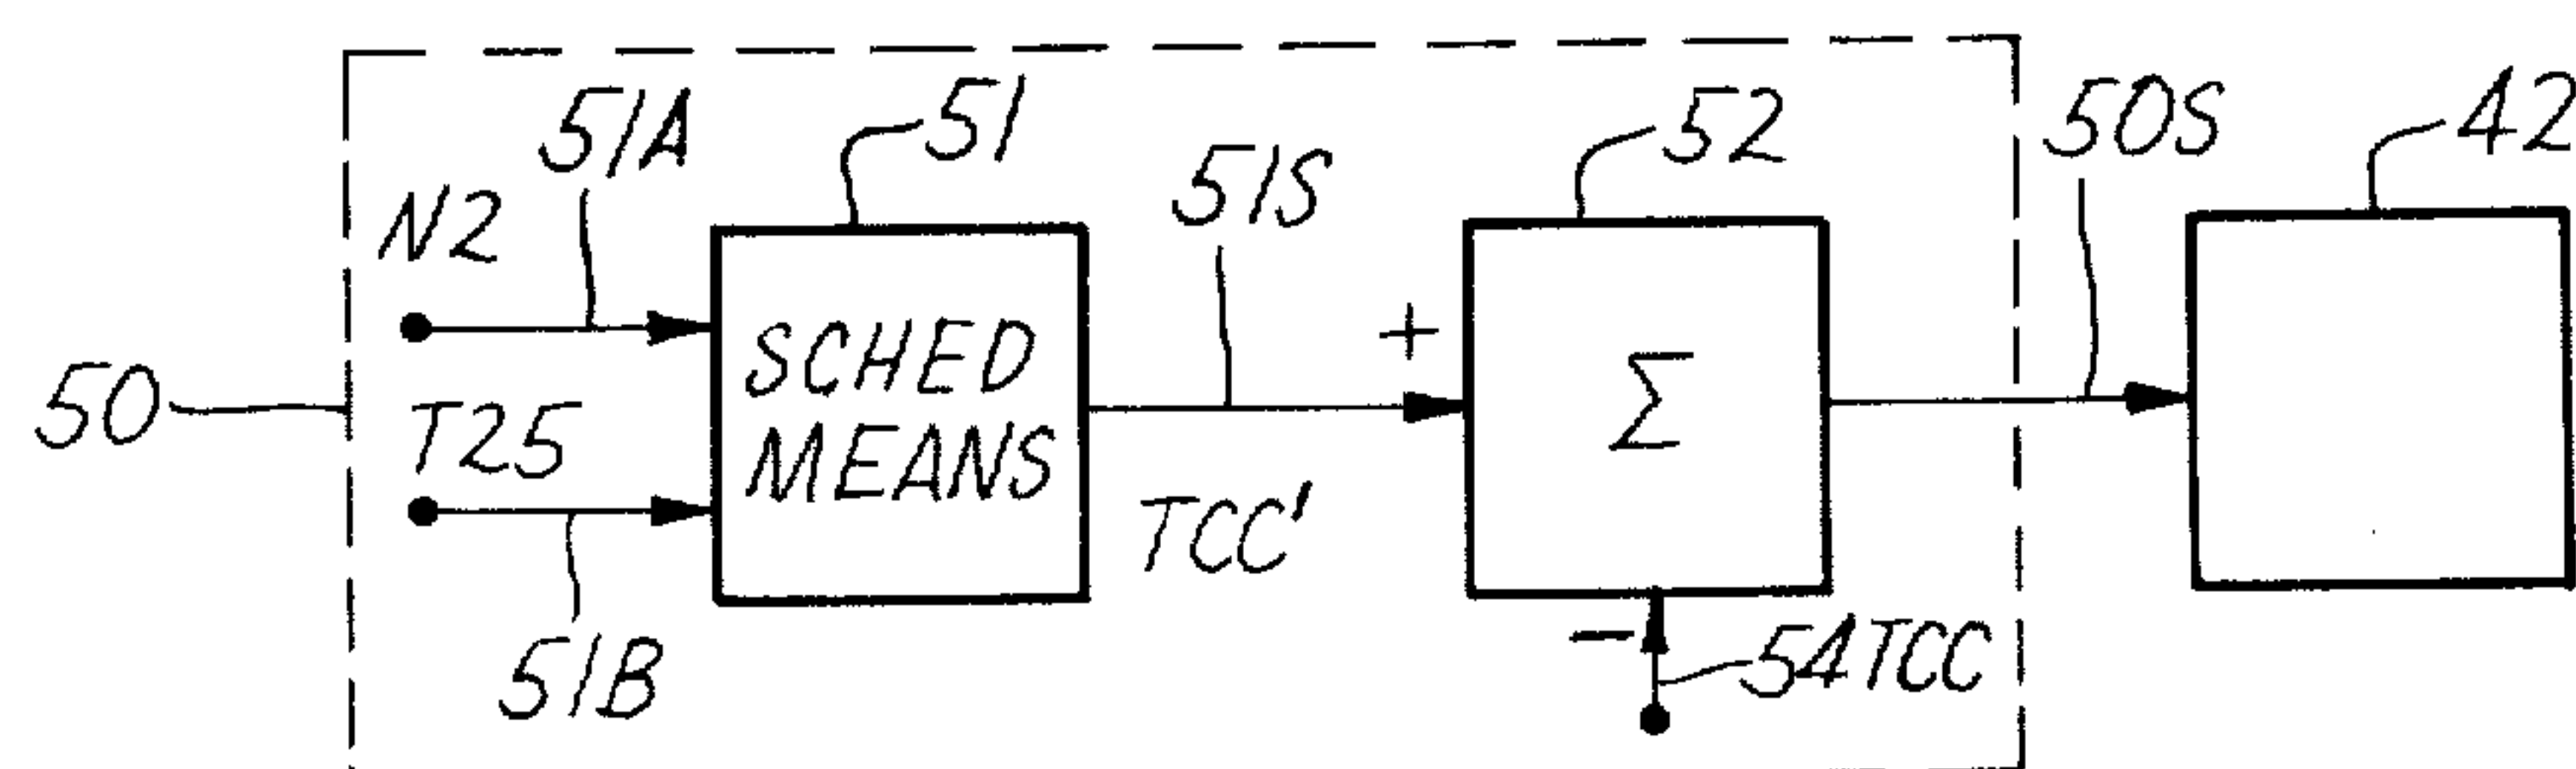 51A
51
52
50S
42
N2
51S
+
SCHED
MEANS
Σ
50
T25
TCC'
51B
-
54TCC